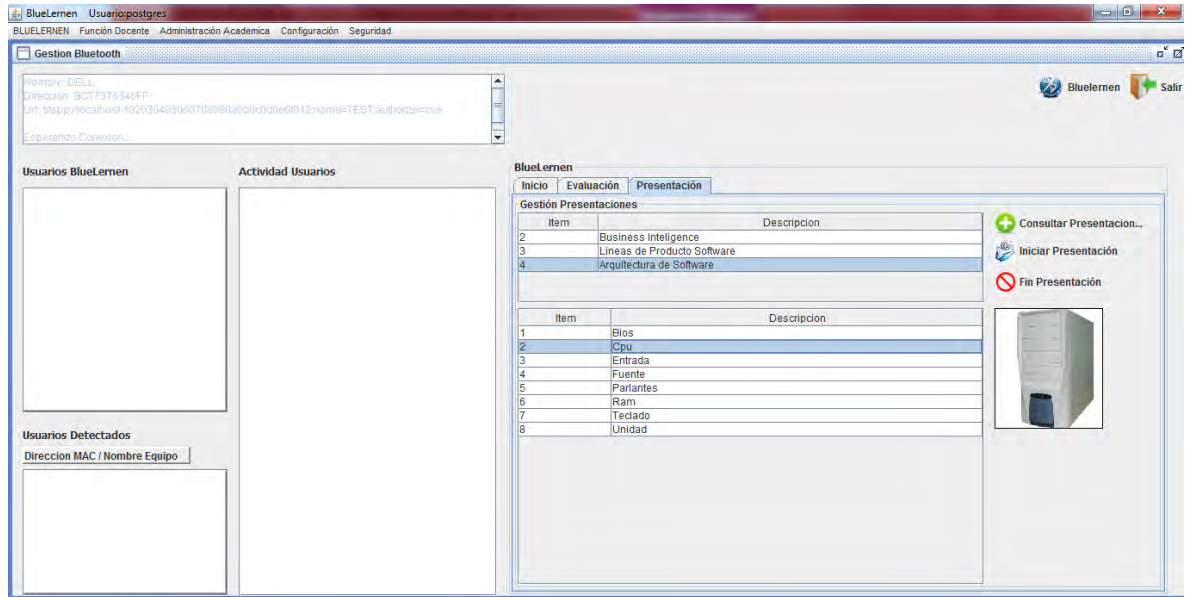 BlueLernen Usuario:postgres
BLUELERNEN Función Docente Administración Academica Configuración Seguridad
Gestion Bluetooth
Nombre: DELL
Esperando Conexion...
Bluelernen Salir
Usuarios BlueLernen
Actividad Usuarios
Usuarios Detectados
Direccion MAC / Nombre Equipo
BlueLernen
Inicio Evaluación Presentación
Gestión Presentaciones
Item Descripcion
2 Business Inteligence
3 Lineas de Producto Software
4 Arquitectura de Software
Consultar Presentacion...
Iniciar Presentación
Fin Presentación
Item Descripcion
1 Bios
2 Cpu
3 Entrada
4 Fuente
5 Parlantes
6 Ram
7 Teclado
8 Unidad